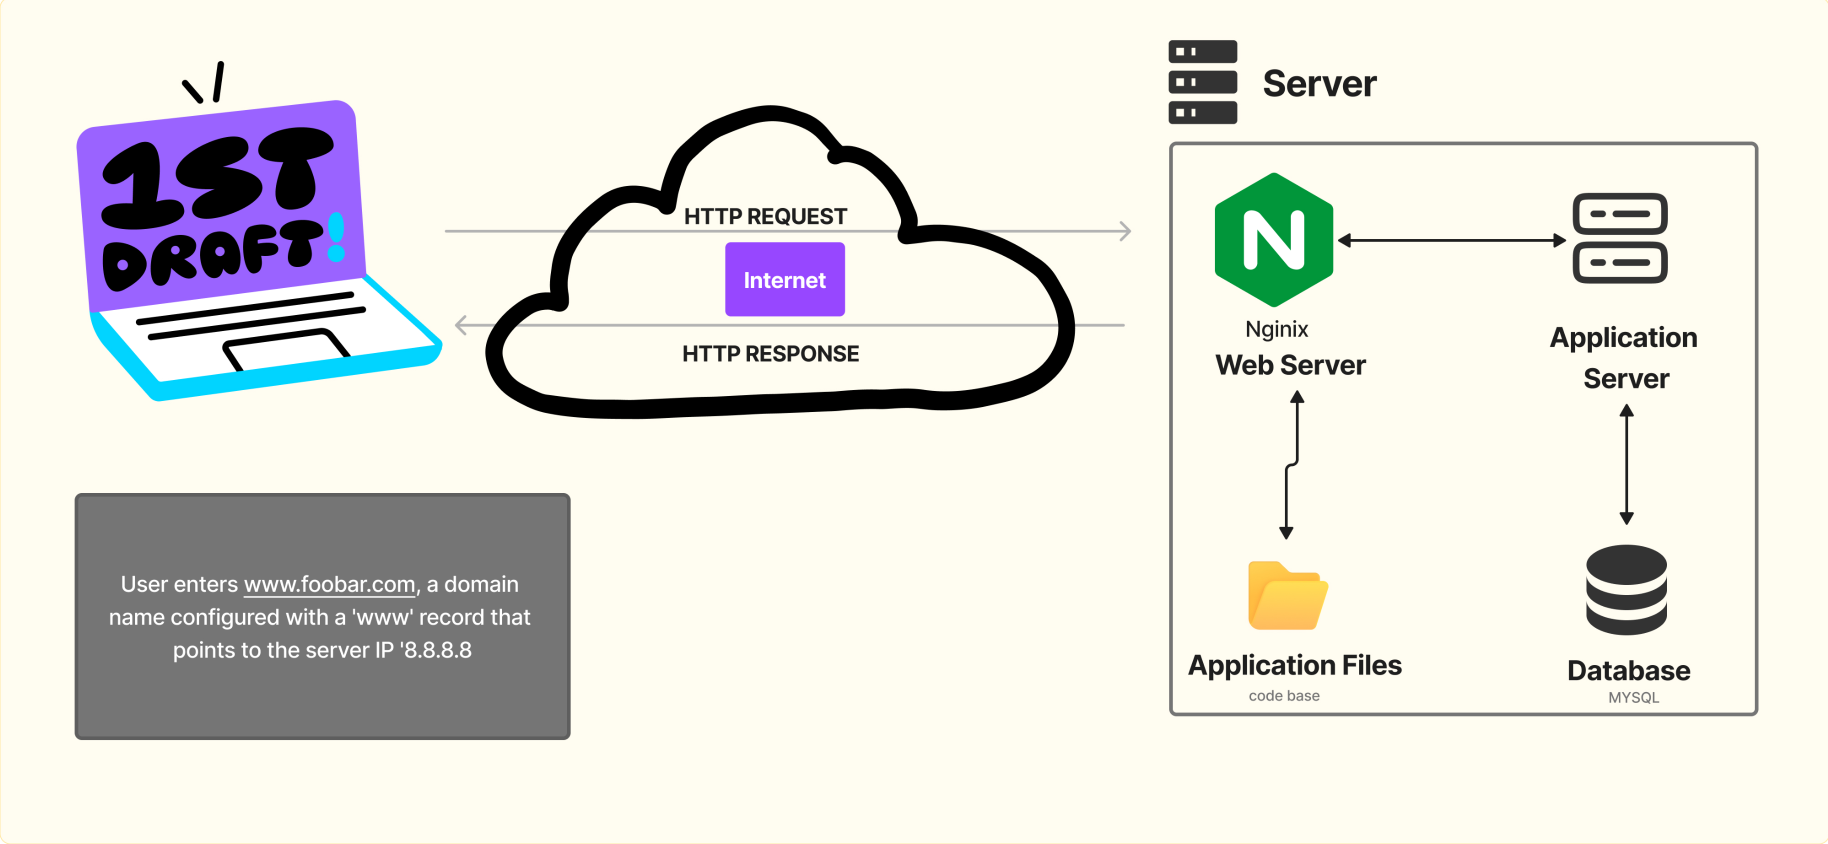 1ST
DRAFT!
HTTP REQUEST
Internet
HTTP RESPONSE
User enters www.foobar.com, a domain
name configured with a 'www' record that
points to the server IP '8.8.8.8
Server
N
Nginix
Web Server
Application
Server
Application Files
code base
Database
MYSQL